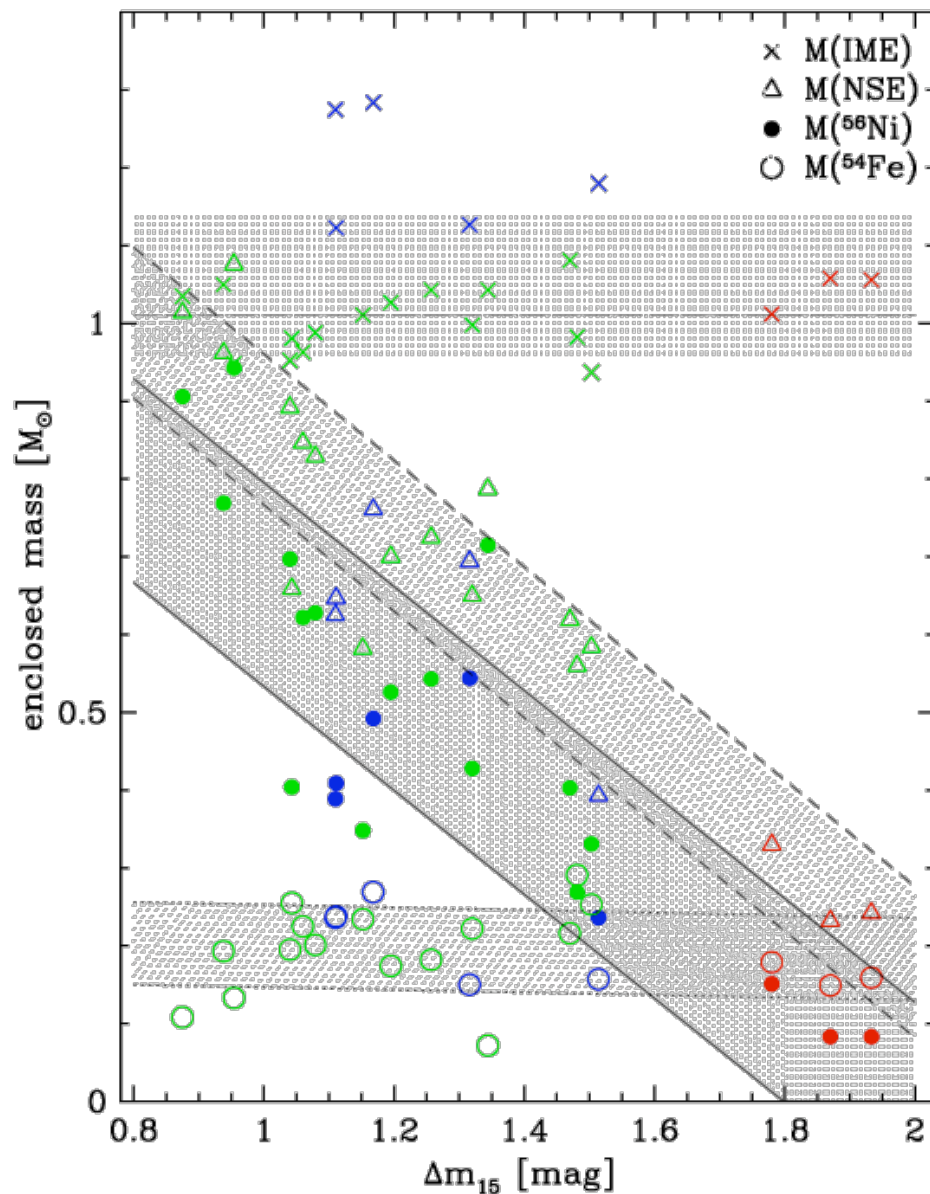 × M(IME)
△ M(NSE)
● M(⁵⁶Ni)
○ M(⁵⁴Fe)
1
0.5
0
enclosed mass [M⊙]
0.8 1 1.2 1.4 1.6 1.8 2
Δm₁₅ [mag]